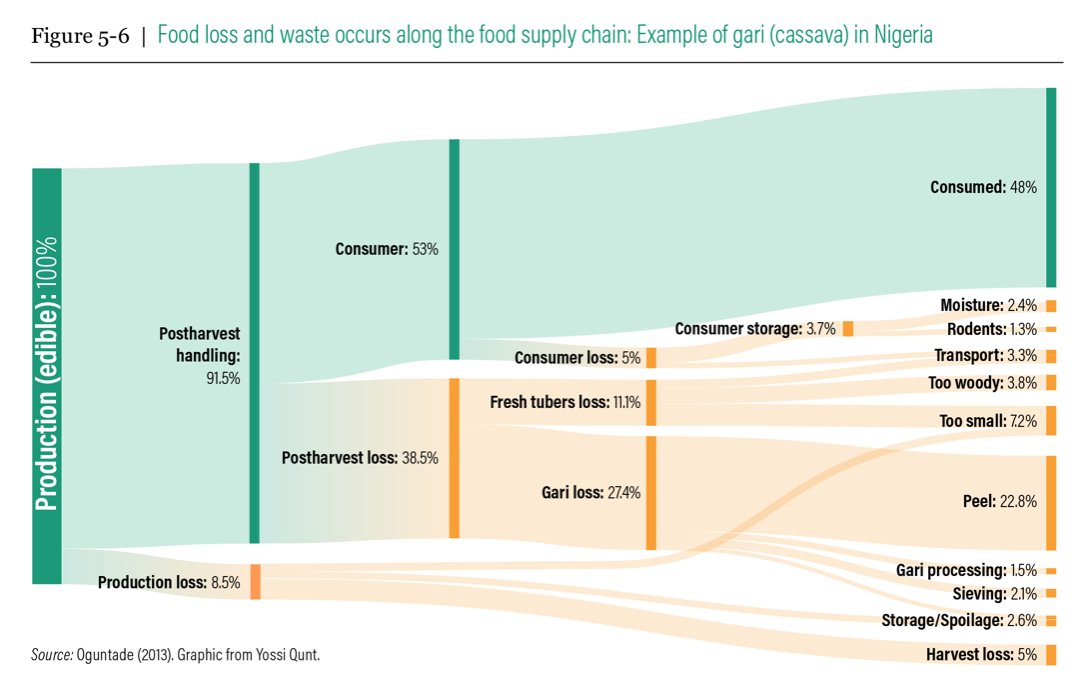 Figure 5-6 | Food loss and waste occurs along the food supply chain: Example of gari (cassava) in Nigeria
Production (edible): 100%
Postharvest
handling:
91.5%
Production loss: 8.5%
Consumer: 53%
Postharvest loss: 38.5%
Consumer loss: 5%
Fresh tubers loss: 11.1%
Gari loss: 27.4%
Consumer storage: 3.7%
Consumed: 48%
Moisture: 2.4%
Rodents: 1.3%
Transport: 3.3%
Too woody: 3.8%
Too small: 7.2%
Peel: 22.8%
Gari processing: 1.5%
Sieving: 2.1%
Storage/Spoilage: 2.6%
Harvest loss: 5%
Source: Oguntade (2013). Graphic from Yossi Qunt.